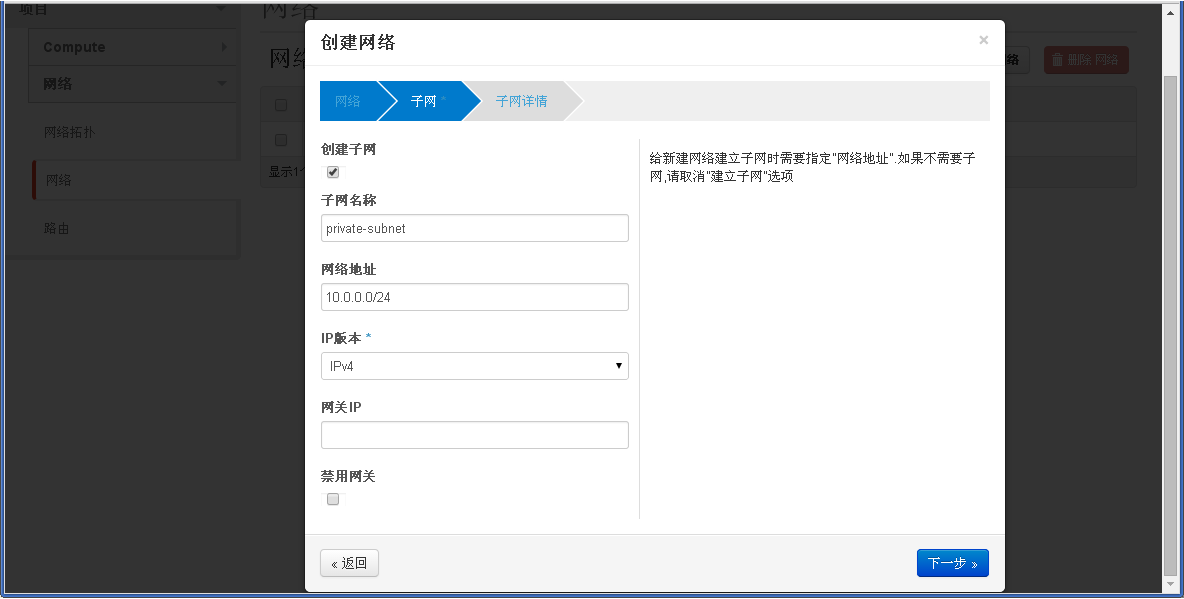 项目
网络
Compute
网络
网络
络
删除 网络
网络拓扑
网络
显示1个
路由
创建网络
×
网络
子网 *
子网详情
创建子网
子网名称
private-subnet
网络地址
10.0.0.0/24
IP版本 *
IPv4
网关IP
禁用网关
给新建网络建立子网时需要指定"网络地址".如果不需要子
网,请取消"建立子网"选项
« 返回
下一步 »